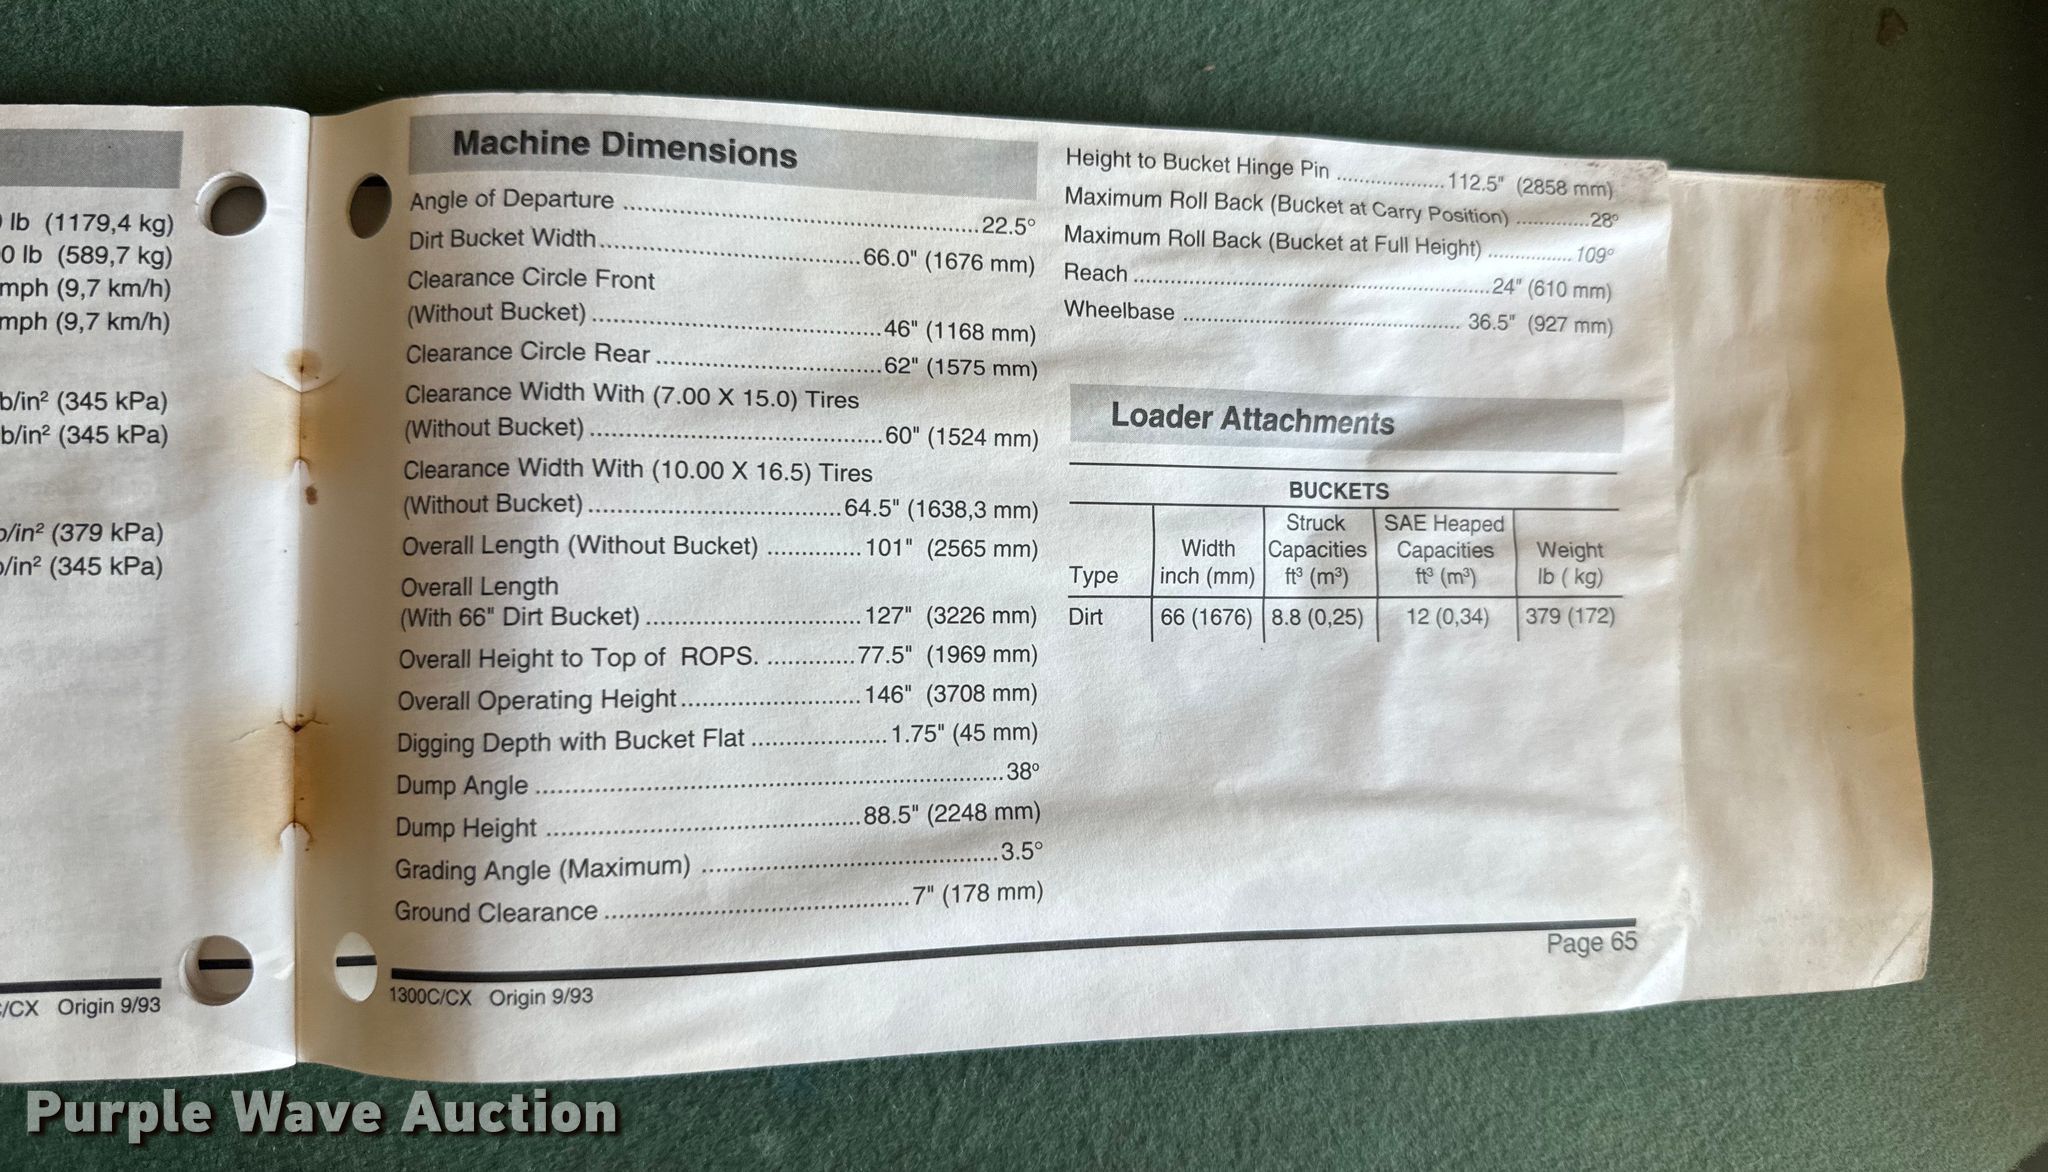 lb (1179,4 kg)
0 lb (589,7 kg)
mph (9,7 km/h)
mph (9,7 km/h)
b/in² (345 kPa)
b/in² (345 kPa)
/in² (379 kPa)
/in² (345 kPa)
/CX Origin 9/93
Machine Dimensions
Angle of Departure ..... 22.5°
Dirt Bucket Width ..... 66.0" (1676 mm)
Clearance Circle Front
(Without Bucket) ..... 46" (1168 mm)
Clearance Circle Rear ..... 62" (1575 mm)
Clearance Width With (7.00 X 15.0) Tires
(Without Bucket) ..... 60" (1524 mm)
Clearance Width With (10.00 X 16.5) Tires
(Without Bucket) ..... 64.5" (1638,3 mm)
Overall Length (Without Bucket) ..... 101" (2565 mm)
Overall Length
(With 66" Dirt Bucket) ..... 127" (3226 mm)
Overall Height to Top of ROPS. ..... 77.5" (1969 mm)
Overall Operating Height ..... 146" (3708 mm)
Digging Depth with Bucket Flat ..... 1.75" (45 mm)
Dump Angle ..... 38°
Dump Height ..... 88.5" (2248 mm)
Grading Angle (Maximum) ..... 3.5°
Ground Clearance ..... 7" (178 mm)
Height to Bucket Hinge Pin ..... 112.5" (2858 mm)
Maximum Roll Back (Bucket at Carry Position) ..... 28°
Maximum Roll Back (Bucket at Full Height) ..... 109°
Reach ..... 24" (610 mm)
Wheelbase ..... 36.5" (927 mm)
Loader Attachments
BUCKETS
Struck SAE Heaped
Width Capacities Capacities Weight
Type inch (mm) ft³ (m³) ft³ (m³) lb ( kg)
Dirt 66 (1676) 8.8 (0,25) 12 (0,34) 379 (172)
1300C/CX Origin 9/93
Page 65
Purple Wave Auction